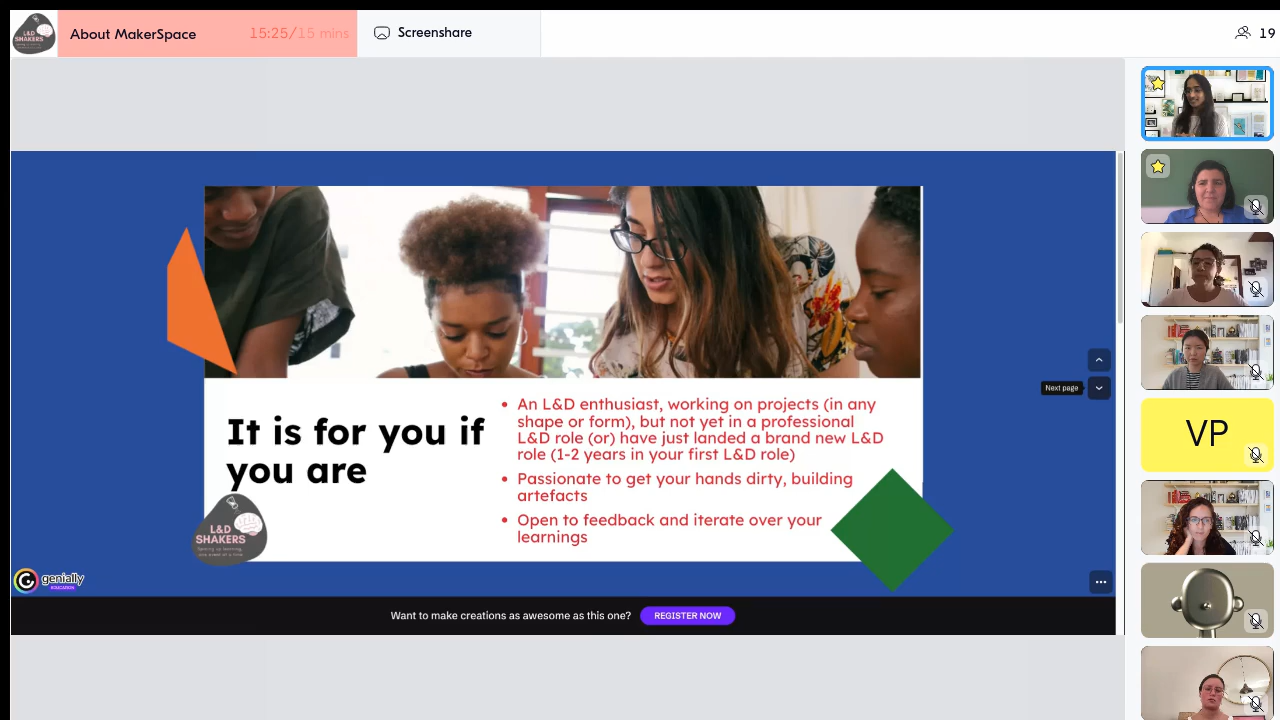 L&D
SHAKERS
About MakerSpace
15:25/15 mins
Screenshare
19
It is for you if
you are
• An L&D enthusiast, working on projects (in any
shape or form), but not yet in a professional
L&D role (or) have just landed a brand new L&D
role (1-2 years in your first L&D role)
• Passionate to get your hands dirty, building
artefacts
• Open to feedback and iterate over your
learnings
L&D
SHAKERS
Next page
genially
EDUCATION
Want to make creations as awesome as this one?
REGISTER NOW
VP